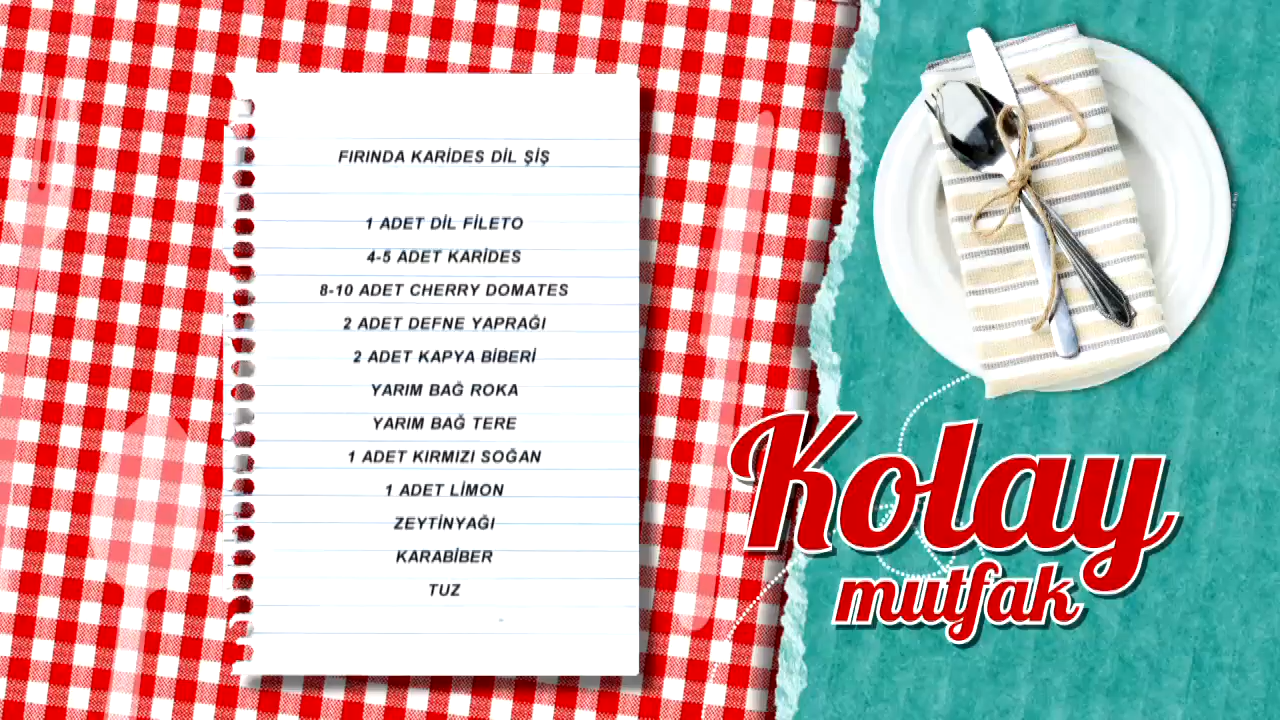 FIRINDA KARİDES DİL ŞİŞ
1 ADET DİL FİLETO
4-5 ADET KARİDES
8-10 ADET CHERRY DOMATES
2 ADET DEFNE YAPRAĞI
2 ADET KAPYA BİBERİ
YARIM BAĞ ROKA
YARIM BAĞ TERE
1 ADET KIRMIZI SOĞAN
1 ADET LİMON
ZEYTİNYAĞI
KARABİBER
TUZ
Kolay
mutfak